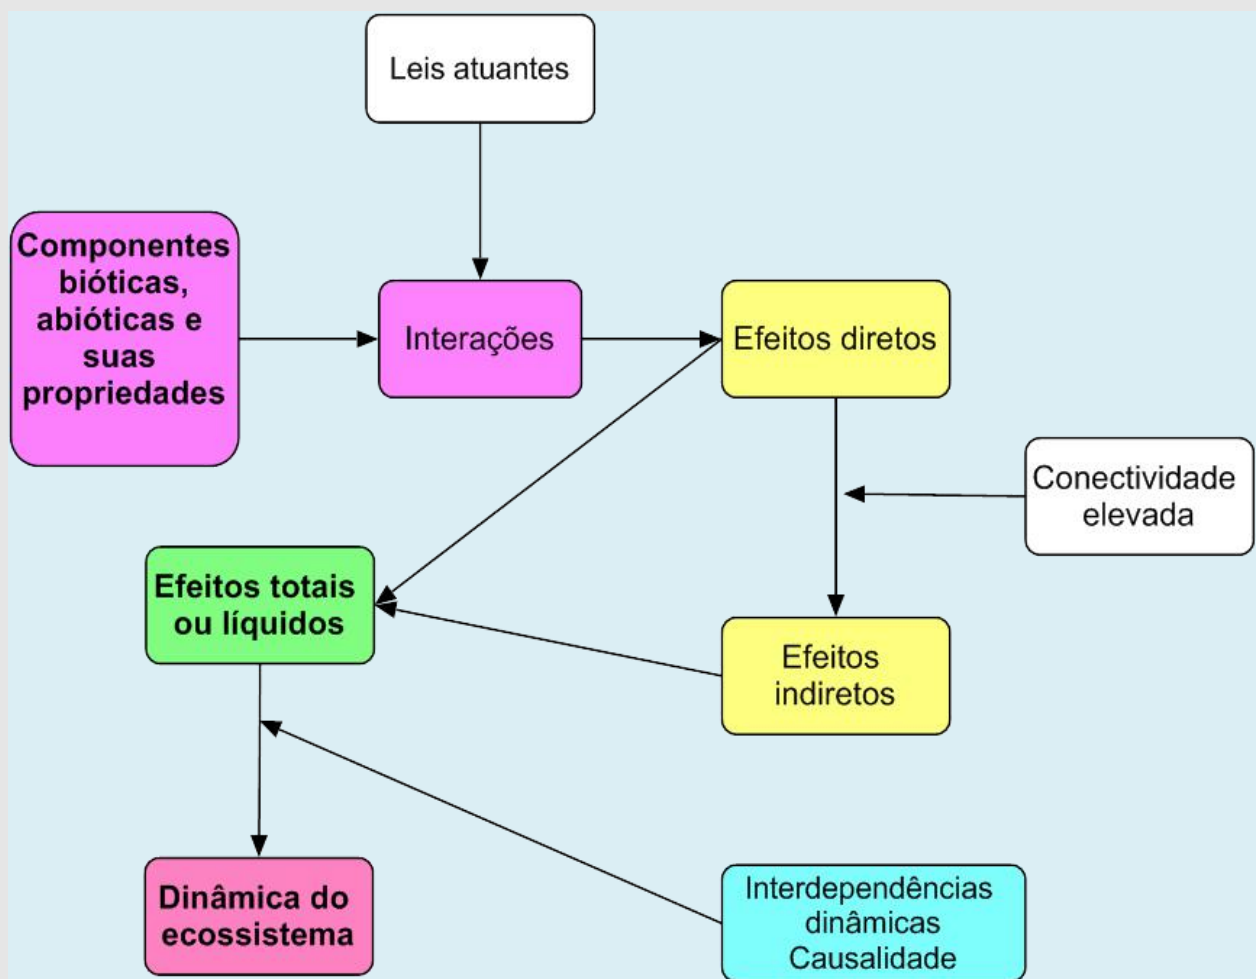 Leis atuantes
Componentes
bióticas,
abióticas e
suas
propriedades
Interações
Efeitos diretos
Conectividade
elevada
Efeitos totais
ou líquidos
Efeitos
indiretos
Dinâmica do
ecossistema
Interdependências
dinâmicas
Causalidade